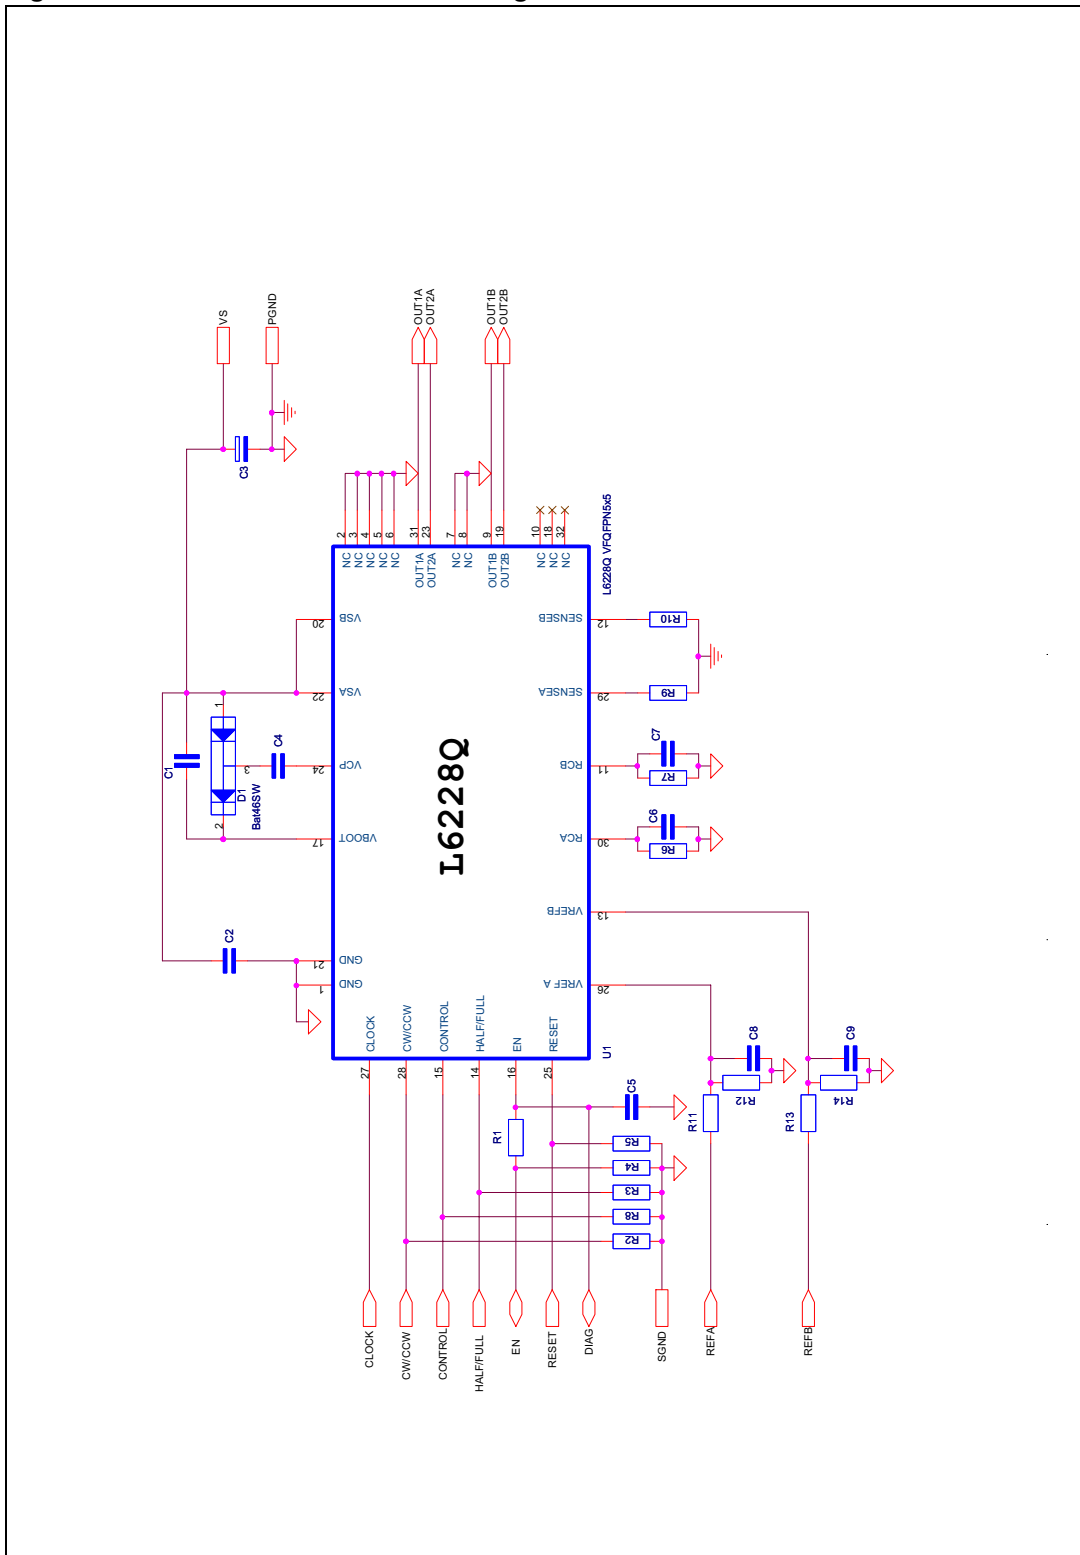 VS
PGND
OUT1A
OUT2A
OUT1B
OUT2B
C3
2
3
4
5
6
31
23
7
8
9
19
10
18
32
NC
NC
NC
NC
NC
OUT1A
OUT2A
NC
NC
OUT1B
OUT2B
NC
NC
NC
L6228Q VFQFPN5x5
20
VSB
SENSEB
12
R10
22
VSA
SENSEA
29
R9
1
3
2
D1
Bat46SW
C1
C4
24
VCP
RCB
11
C7
R7
17
VBOOT
RCA
30
C6
R6
L6228Q
VREFB
13
C2
21
GND
1
GND
VREF A
26
CLOCK
CW/CCW
CONTROL
HALF/FULL
EN
RESET
U1
27
28
15
14
16
25
C8
R12
R11
C9
R14
R13
R1
C5
R5
R4
R3
R8
R2
CLOCK
CW/CCW
CONTROL
HALF/FULL
EN
RESET
DIAG
SGND
REFA
REFB